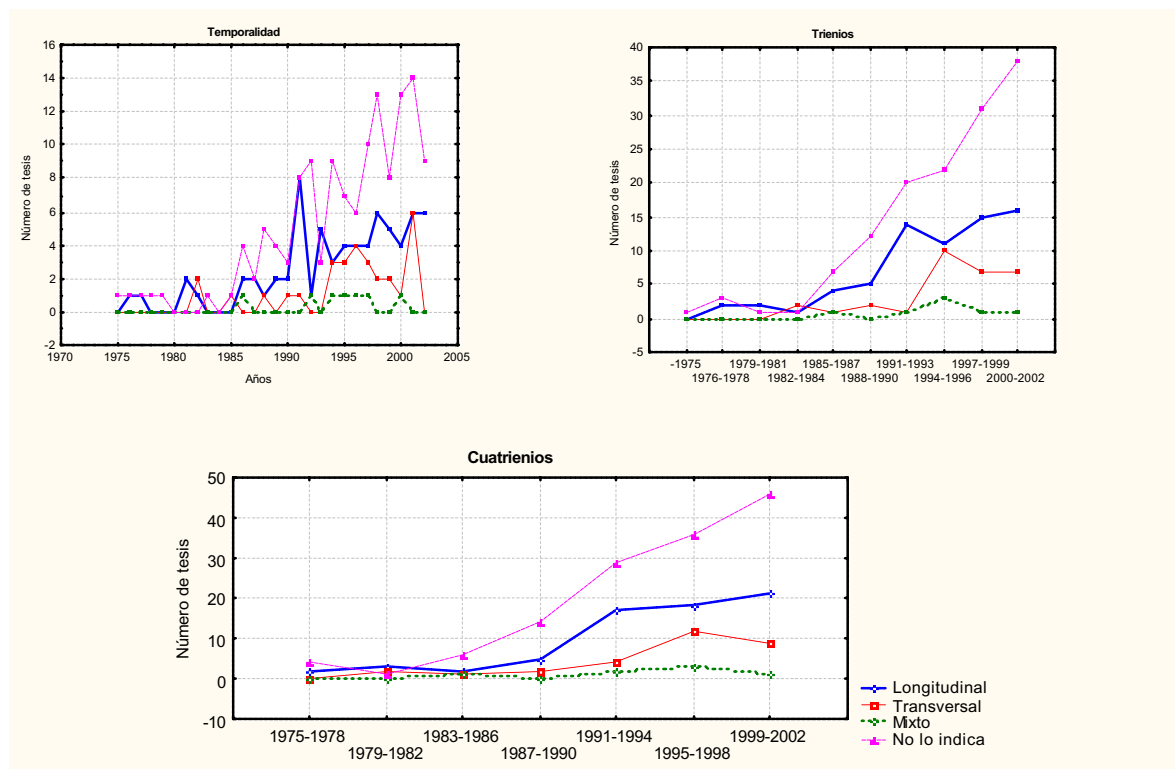 Temporalidad
16
14
12
10
8
6
4
2
0
-2
1970 1975 1980 1985 1990 1995 2000 2005
Número de tesis
Años
Trienios
40
35
30
25
20
15
10
5
0
-5
-1975 1979-1981 1985-1987 1991-1993 1997-1999
1976-1978 1982-1984 1988-1990 1994-1996 2000-2002
Número de tesis
Cuatrienios
50
40
30
20
10
0
-10
1975-1978 1983-1986 1991-1994 1999-2002
1979-1982 1987-1990 1995-1998
Número de tesis
Longitudinal
Transversal
Mixto
No lo indica